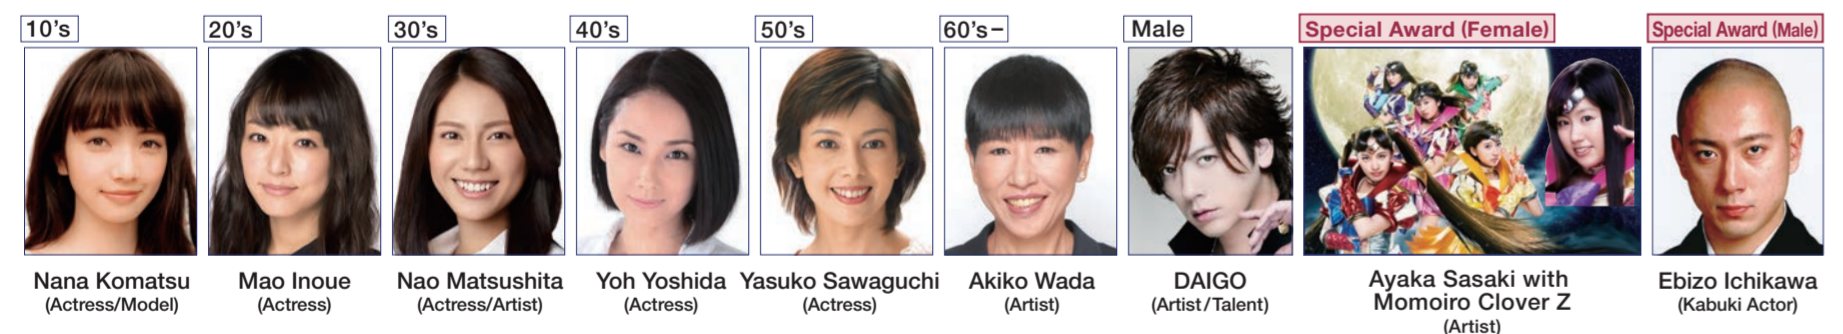 10's
20's
30's
40's
50's
60's–
Male
Special Award (Female)
Special Award (Male)
Nana Komatsu
(Actress/Model)
Mao Inoue
(Actress)
Nao Matsushita
(Actress/Artist)
Yoh Yoshida
(Actress)
Yasuko Sawaguchi
(Actress)
Akiko Wada
(Artist)
DAIGO
(Artist/Talent)
Ayaka Sasaki with
Momoiro Clover Z
(Artist)
Ebizo Ichikawa
(Kabuki Actor)